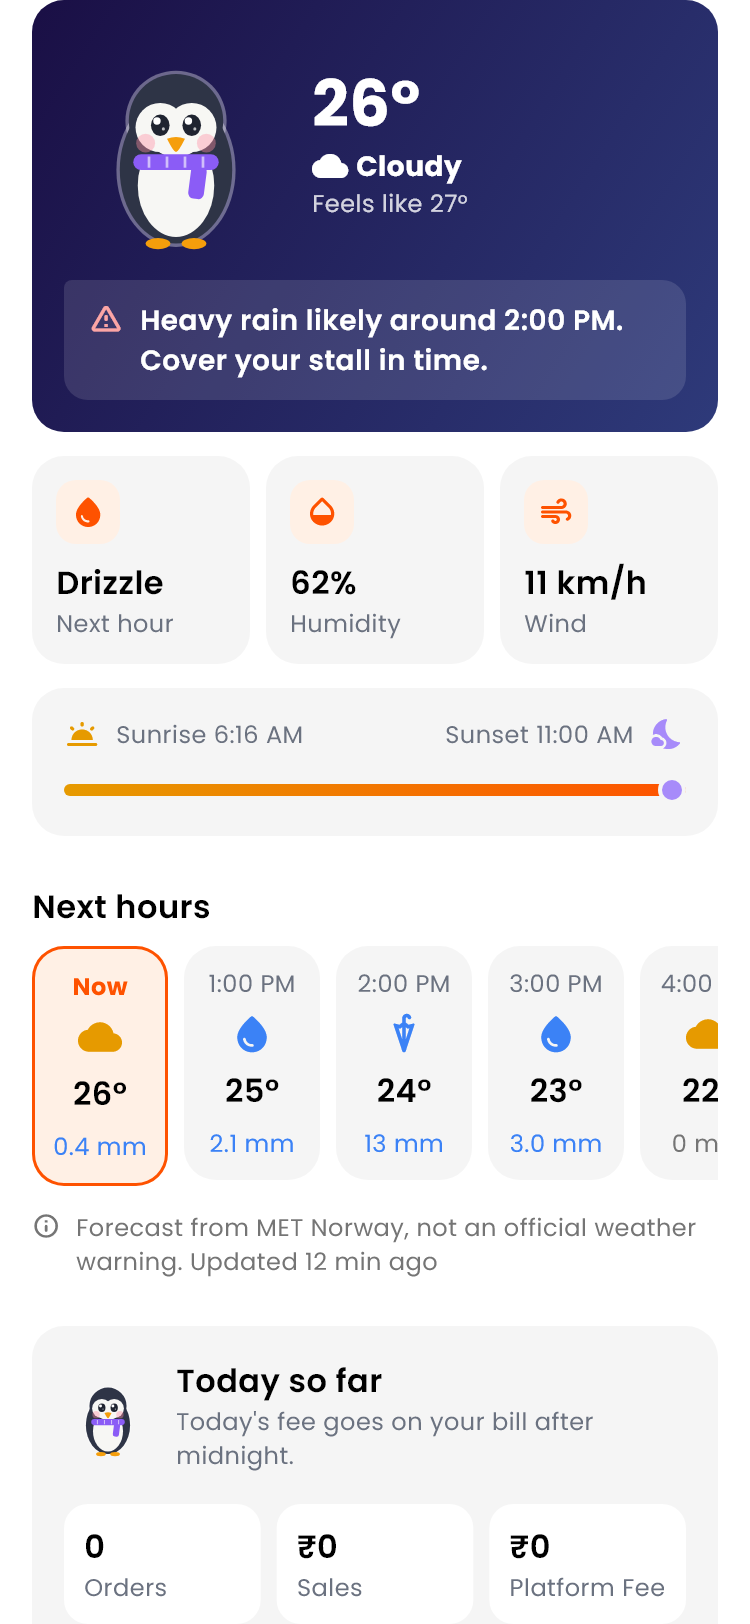 26°
Cloudy
Feels like 27°
Heavy rain likely around 2:00 PM.
Cover your stall in time.
Drizzle
Next hour
62%
Humidity
11 km/h
Wind
Sunrise 6:16 AM
Sunset 11:00 AM
Next hours
Now
26°
0.4 mm
1:00 PM
25°
2.1 mm
2:00 PM
24°
13 mm
3:00 PM
23°
3.0 mm
4:00
22
0 m
Forecast from MET Norway, not an official weather
warning. Updated 12 min ago
Today so far
Today's fee goes on your bill after
midnight.
0
Orders
₹0
Sales
₹0
Platform Fee